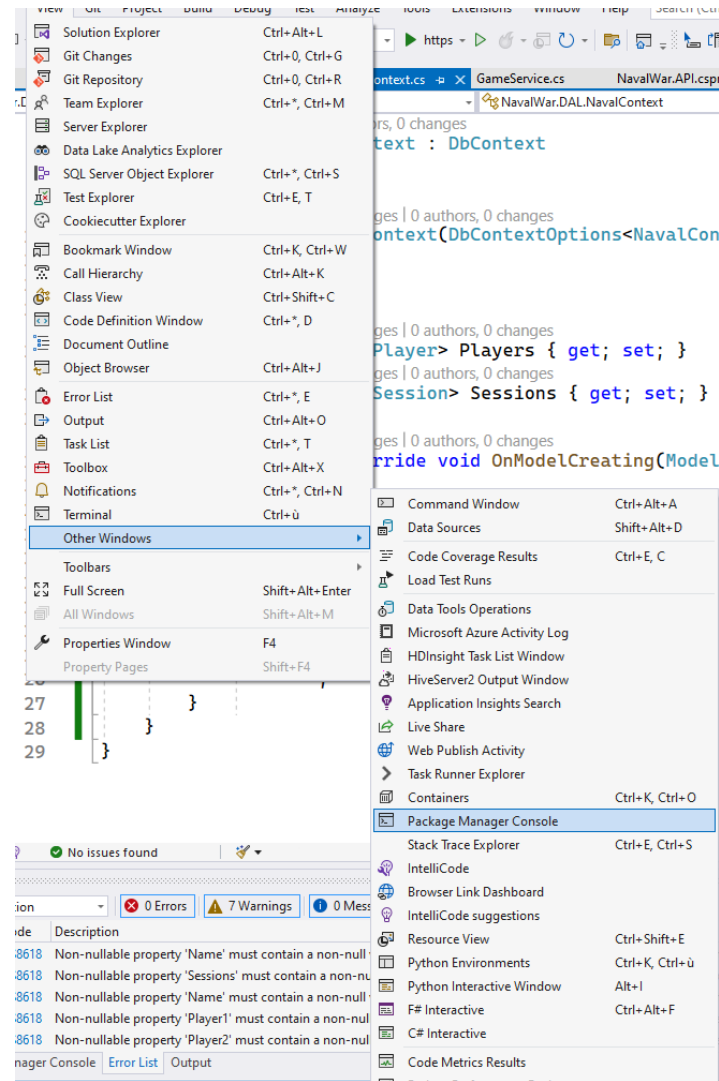 View Git Project Build Debug Test Analyze Tools Extensions Window Help Search (Ctr
https
ontext.cs GameService.cs NavalWar.API.cspr
NavalWar.DAL.NavalContext
Solution Explorer Ctrl+Alt+L
Git Changes Ctrl+0, Ctrl+G
Git Repository Ctrl+0, Ctrl+R
Team Explorer Ctrl+*, Ctrl+M
Server Explorer
Data Lake Analytics Explorer
SQL Server Object Explorer Ctrl+*, Ctrl+S
Test Explorer Ctrl+E, T
Cookiecutter Explorer
Bookmark Window Ctrl+K, Ctrl+W
Call Hierarchy Ctrl+Alt+K
Class View Ctrl+Shift+C
Code Definition Window Ctrl+*, D
Document Outline
Object Browser Ctrl+Alt+J
Error List Ctrl+*, E
Output Ctrl+Alt+O
Task List Ctrl+*, T
Toolbox Ctrl+Alt+X
Notifications Ctrl+*, Ctrl+N
Terminal Ctrl+ù
Other Windows
Toolbars
Full Screen Shift+Alt+Enter
All Windows Shift+Alt+M
Properties Window F4
Property Pages Shift+F4
rs, 0 changes
text : DbContext
ges | 0 authors, 0 changes
ontext(DbContextOptions<NavalCon
ges | 0 authors, 0 changes
Player> Players { get; set; }
ges | 0 authors, 0 changes
Session> Sessions { get; set; }
ges | 0 authors, 0 changes
rride void OnModelCreating(Model
Command Window Ctrl+Alt+A
Data Sources Shift+Alt+D
Code Coverage Results Ctrl+E, C
Load Test Runs
Data Tools Operations
Microsoft Azure Activity Log
HDInsight Task List Window
HiveServer2 Output Window
Application Insights Search
Live Share
Web Publish Activity
Task Runner Explorer
Containers Ctrl+K, Ctrl+O
Package Manager Console
Stack Trace Explorer Ctrl+E, Ctrl+S
IntelliCode
Browser Link Dashboard
IntelliCode suggestions
Resource View Ctrl+Shift+E
Python Environments Ctrl+K, Ctrl+ù
Python Interactive Window Alt+I
F# Interactive Ctrl+Alt+F
C# Interactive
Code Metrics Results
27 }
28 }
29 }
No issues found
tion 0 Errors 7 Warnings 0 Mess
de Description
8618 Non-nullable property 'Name' must contain a non-null
8618 Non-nullable property 'Sessions' must contain a non-nu
8618 Non-nullable property 'Name' must contain a non-null
8618 Non-nullable property 'Player1' must contain a non-nul
8618 Non-nullable property 'Player2' must contain a non-nul
nager Console Error List Output